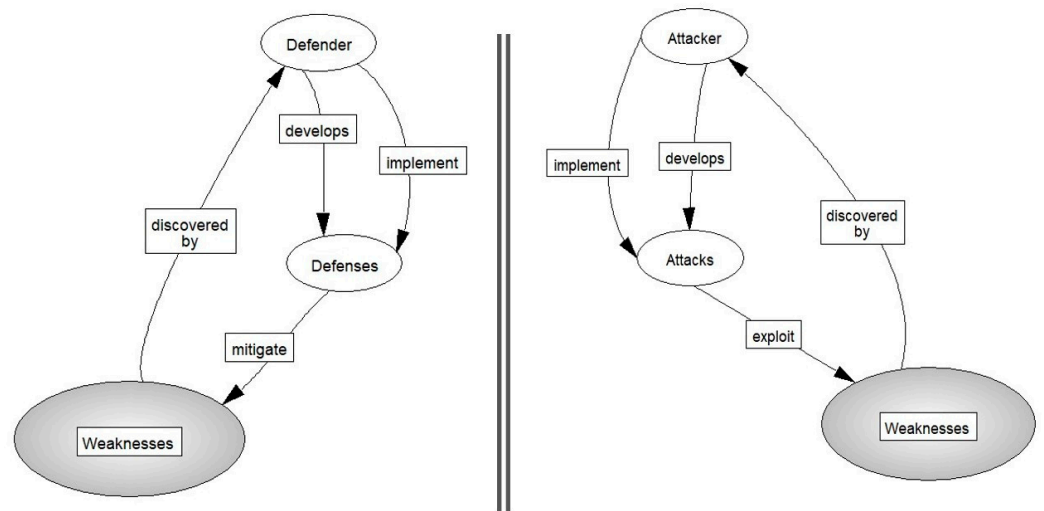 Defender
develops
implement
discovered
by
Defenses
mitigate
Weaknesses
Attacker
implement
develops
discovered
by
Attacks
exploit
Weaknesses